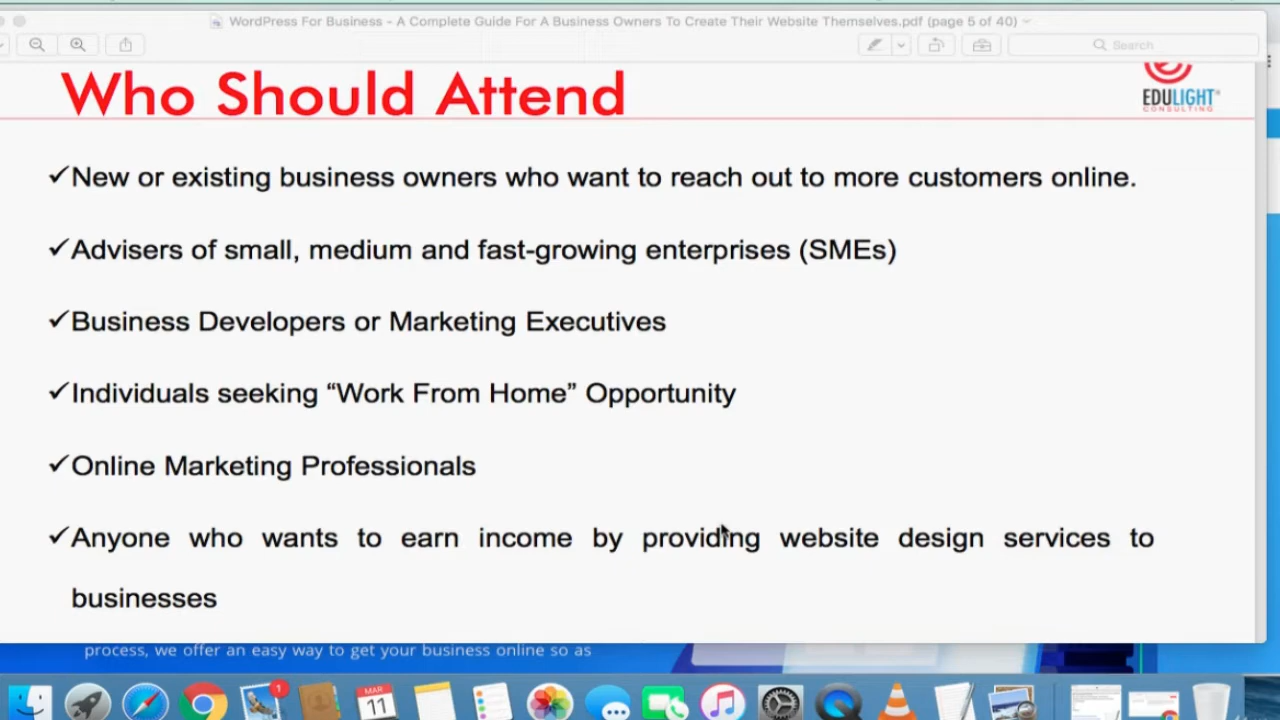 WordPress For Business - A Complete Guide For A Business Owners To Create Their Website Themselves.pdf (page 5 of 40)
Search
Who Should Attend
EDULIGHT
CONSULTING
✓New or existing business owners who want to reach out to more customers online.
✓Advisers of small, medium and fast-growing enterprises (SMEs)
✓Business Developers or Marketing Executives
✓Individuals seeking “Work From Home” Opportunity
✓Online Marketing Professionals
✓Anyone who wants to earn income by providing website design services to
businesses
process, we offer an easy way to get your business online so as
1
MAR
11